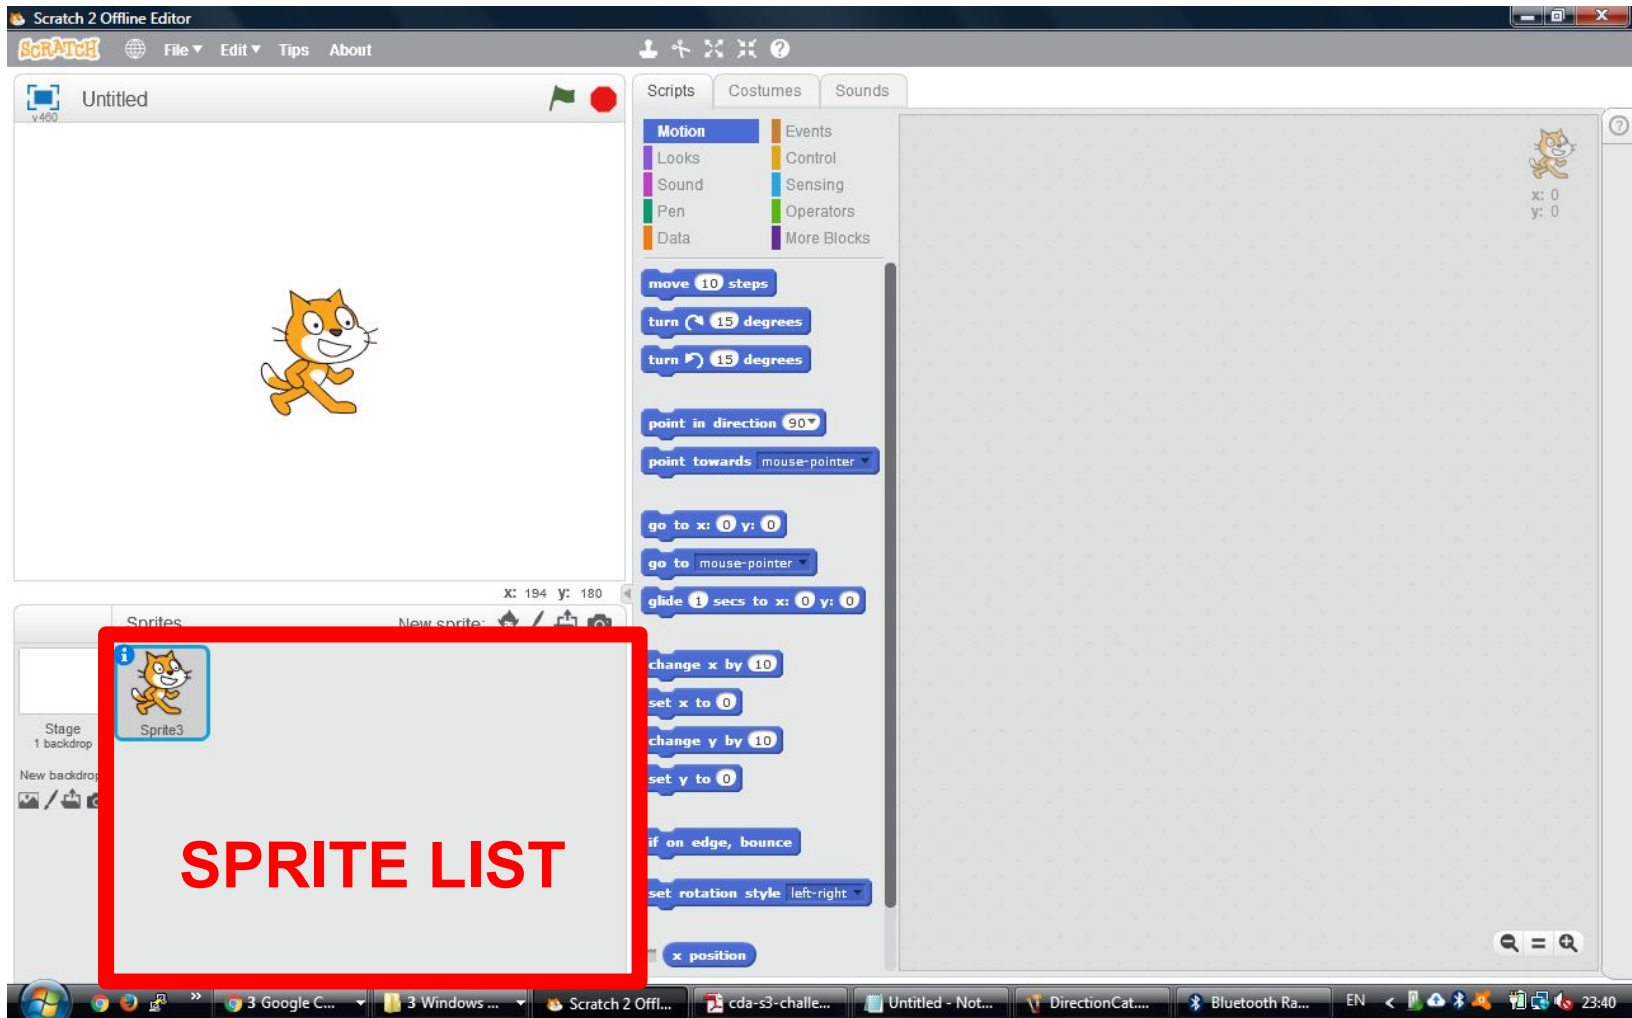 Scratch 2 Offline Editor
SCRATCH File Edit Tips About
Untitled
v460
Scripts Costumes Sounds
Motion Events
Looks Control
Sound Sensing
Pen Operators
Data More Blocks
x: 0
y: 0
move 10 steps
turn 15 degrees
turn 15 degrees
point in direction 90
point towards mouse-pointer
go to x: 0 y: 0
go to mouse-pointer
glide 1 secs to x: 0 y: 0
change x by 10
set x to 0
change y by 10
set y to 0
if on edge, bounce
set rotation style left-right
x position
X: 194 y: 180
Sprites New sprite:
Sprite3
Stage
1 backdrop
New backdrop
SPRITE LIST
3 Google C... 3 Windows ... Scratch 2 Offl... cda-s3-challe... Untitled - Not... DirectionCat.... Bluetooth Ra... EN 23:40